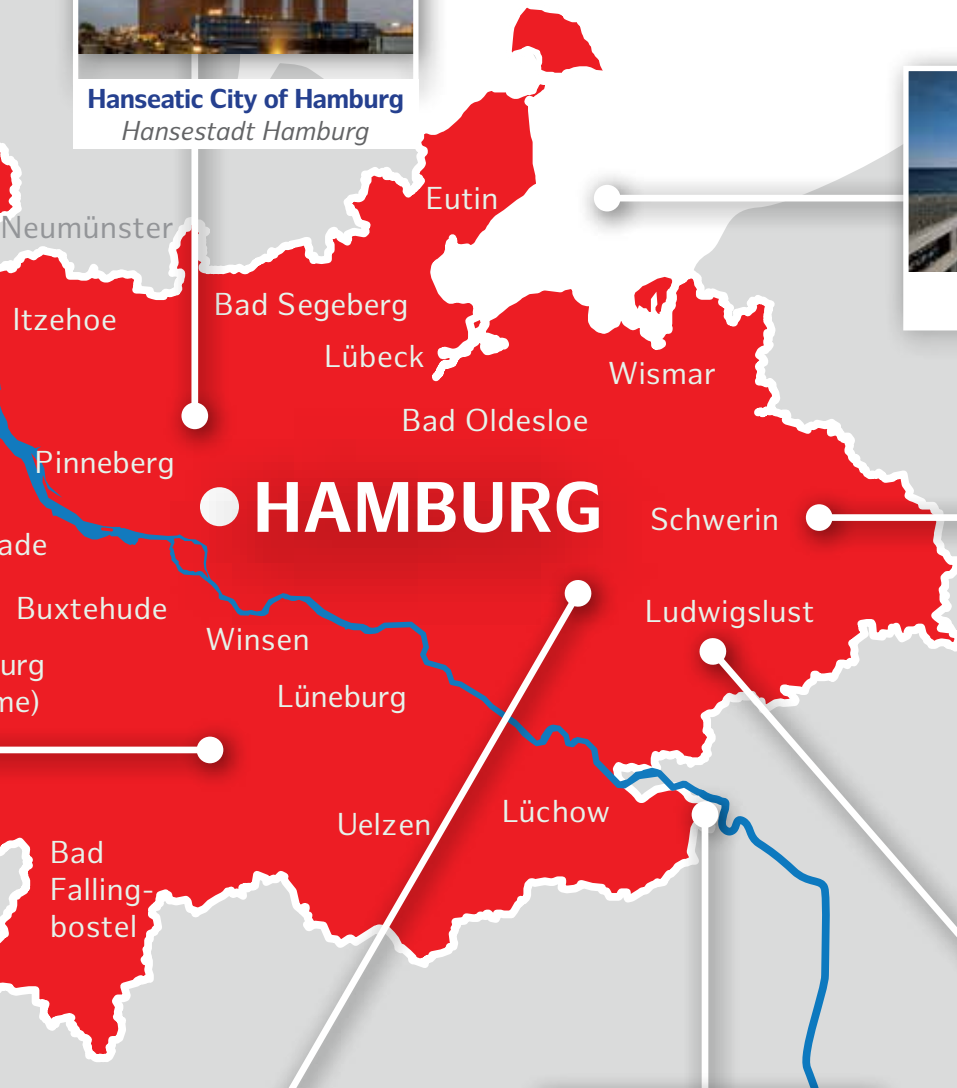 Hanseatic City of Hamburg
Hansestadt Hamburg
Eutin
Neumünster
Bad Segeberg
Itzehoe
Lübeck
Wismar
Bad Oldesloe
Pinneberg
HAMBURG
Schwerin
ade
Buxtehude
Ludwigslust
Winsen
urg
me)
Lüneburg
Lüchow
Uelzen
Bad
Falling-
bostel